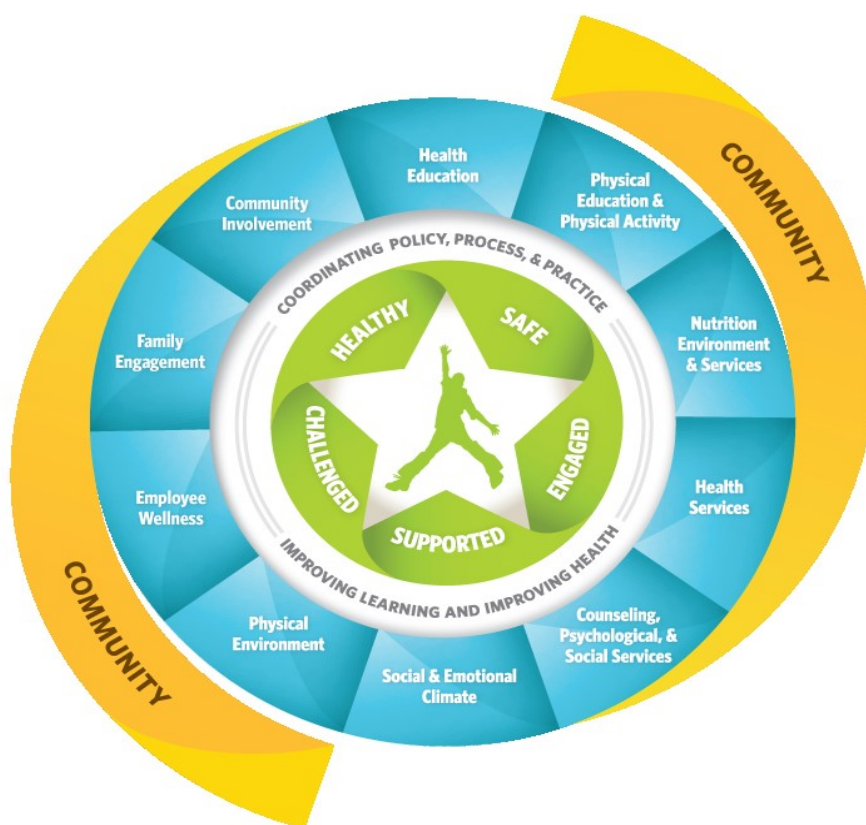 COMMUNITY
Health
Education
Physical
Education &
Physical Activity
Nutrition
Environment
& Services
Health
Services
Counseling,
Psychological, &
Social Services
Social & Emotional
Climate
Physical
Environment
Employee
Wellness
Family
Engagement
Community
Involvement
COORDINATING POLICY, PROCESS, & PRACTICE
IMPROVING LEARNING AND IMPROVING HEALTH
HEALTHY
SAFE
ENGAGED
SUPPORTED
CHALLENGED
COMMUNITY